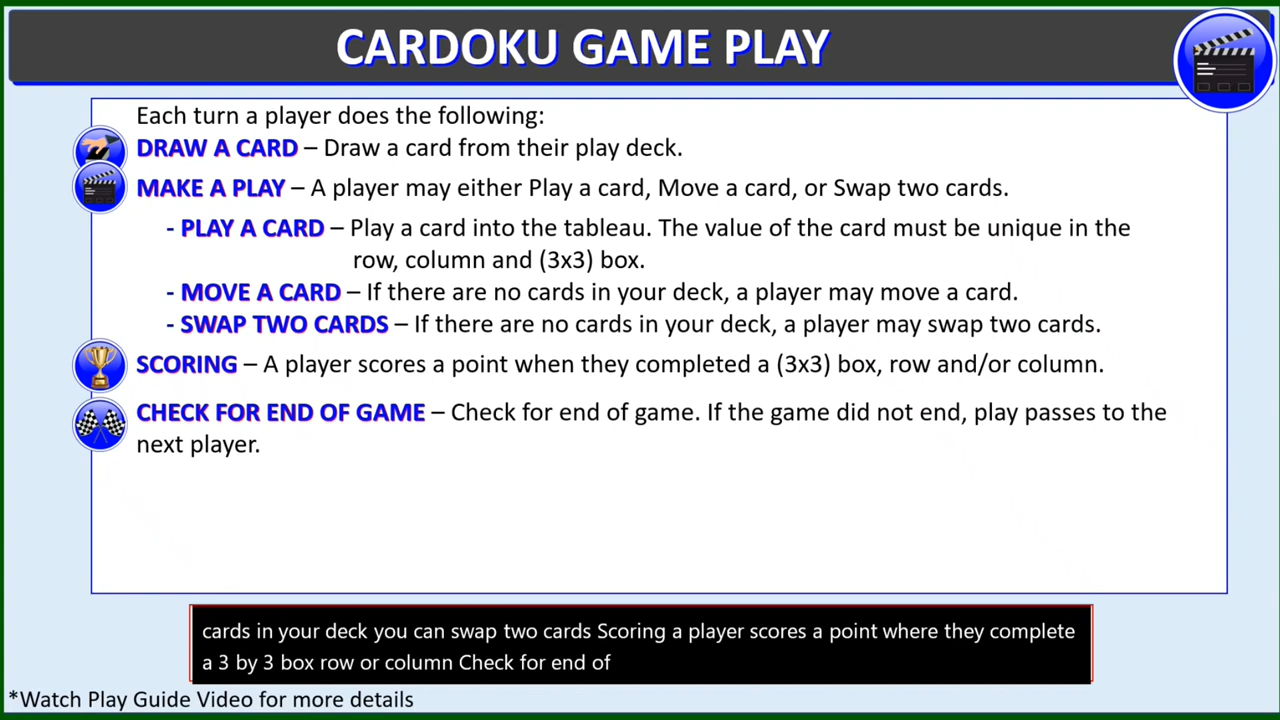 CARDOKU GAME PLAY
Each turn a player does the following:
DRAW A CARD – Draw a card from their play deck.
MAKE A PLAY – A player may either Play a card, Move a card, or Swap two cards.
- PLAY A CARD – Play a card into the tableau. The value of the card must be unique in the
row, column and (3x3) box.
- MOVE A CARD – If there are no cards in your deck, a player may move a card.
- SWAP TWO CARDS – If there are no cards in your deck, a player may swap two cards.
SCORING – A player scores a point when they completed a (3x3) box, row and/or column.
CHECK FOR END OF GAME – Check for end of game. If the game did not end, play passes to the
next player.
cards in your deck you can swap two cards Scoring a player scores a point where they complete
a 3 by 3 box row or column Check for end of
*Watch Play Guide Video for more details